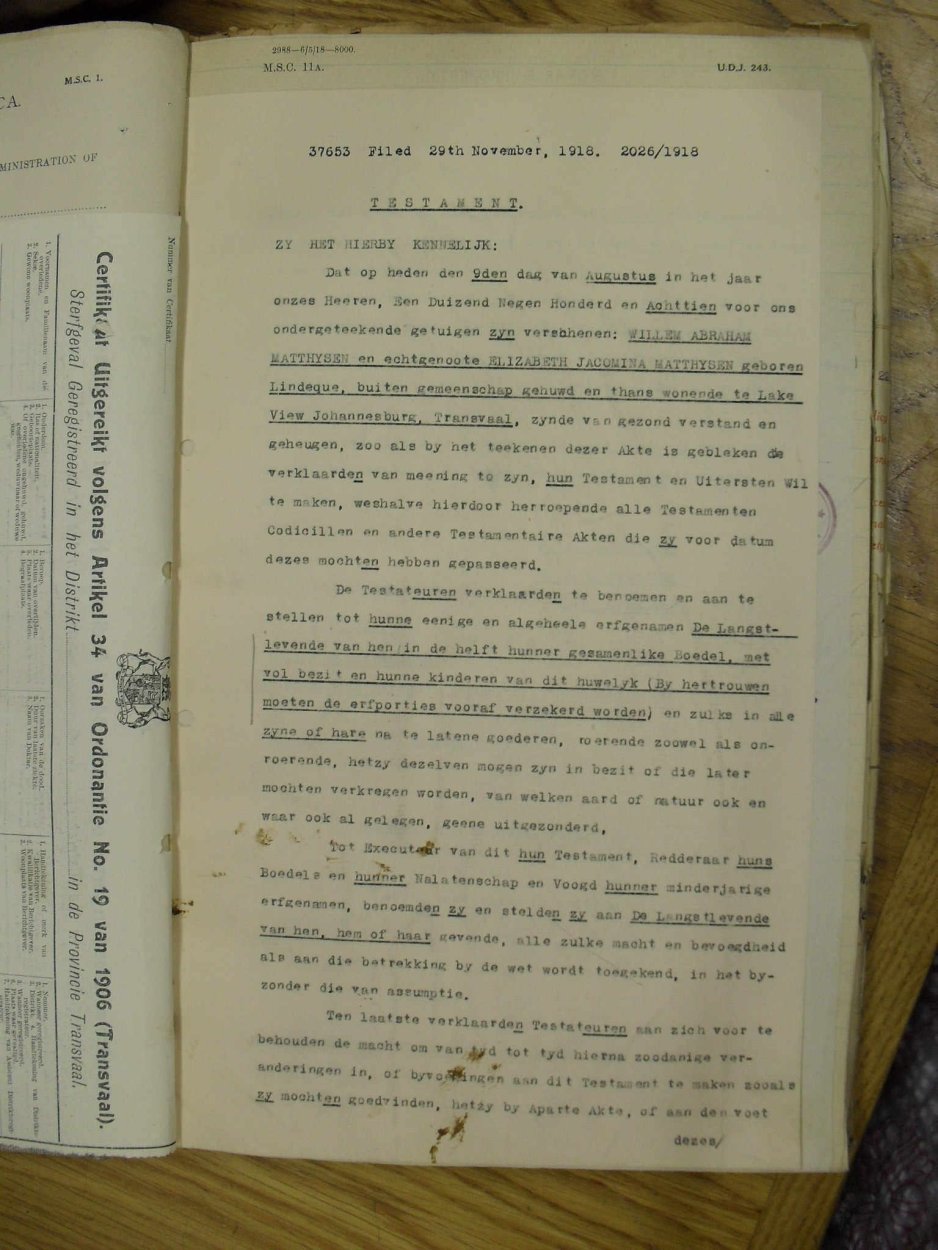 M.S.C. 1.
CA.
MINISTRATION OF
Nummer van Certifikaat
Certifikaat Uitgereikt volgens Artikel 34 van Ordonantie No. 19 van 1906 (Transvaal).
Sterfgeval Geregistreerd in het Distrikt in de Provincie Transvaal.
2988—6/5/18—8000.
M.S.C. 11A.
U.D.J. 243.
37653 Filed 29th November, 1918. 2026/1918
T E S T A M E N T.
ZY HET HIERBY KENNELIJK:
Dat op heden den 9den dag van Augustus in het jaar
onzes Heeren, Een Duizend Negen Honderd en Achttien voor ons
ondergeteekende getuigen zyn vershhenen: WILLEM ABRAHAM
MATTHYSEN en echtgenoote ELIZABETH JACOMINA MATTHYSEN geboren
Lindeque, buiten gemeenschap gehuwd en thans wonende te Lake
View Johannesburg, Transvaal, zynde van gezond verstand en
geheugen, zoo als by het teekenen dezer Akte is gebleken de
verklaarden van meening to zyn, hun Testament en Uitersten Wil
te maken, weshalve hierdoor herroepende alle Testamenten
Codicillen en andere Testamentaire Akten die zy voor datum
dezes mochten hebben gepasseerd.
De Testateuren verklaarden te benoemen en aan te
stellen tot hunne eenige en algeheele erfgenamen De Langst-
levende van hen in de helft hunner gesamenlike Boedel, met
vol bezit en hunne kinderen van dit huwelyk (By hertrouwen
moeten de erfporties vooraf verzekerd worden) en zulks in alle
zyne of hare na te latene goederen, roerende zoowel als on-
roerende, hetzy dezelven mogen zyn in bezit of die later
mochten verkregen worden, van welken aard of natuur ook en
waar ook al gelegen, geene uitgezonderd,
Tot Executeur van dit hun Testament, Redderaar huns
Boedels en hunner Nalatenschap en Voogd hunner minderjarige
erfgenamen, benoemden zy en stelden zy aan De Langstlevende
van hen, hem of haar gevende, alle zulke macht en bevoegdheid
als aan die betrekking by de wet wordt toegekend, in het by-
zonder die van assumptie.
Ten laatste verklaarden Testateuren aan zich voor te
behouden de macht om van tyd tot tyd hierna zoodanige ver-
anderingen in, of byvoegingen aan dit Testament te maken zooals
zy mochten goedvinden, hetzy by Aparte Akte, of aan den voet
dezes/